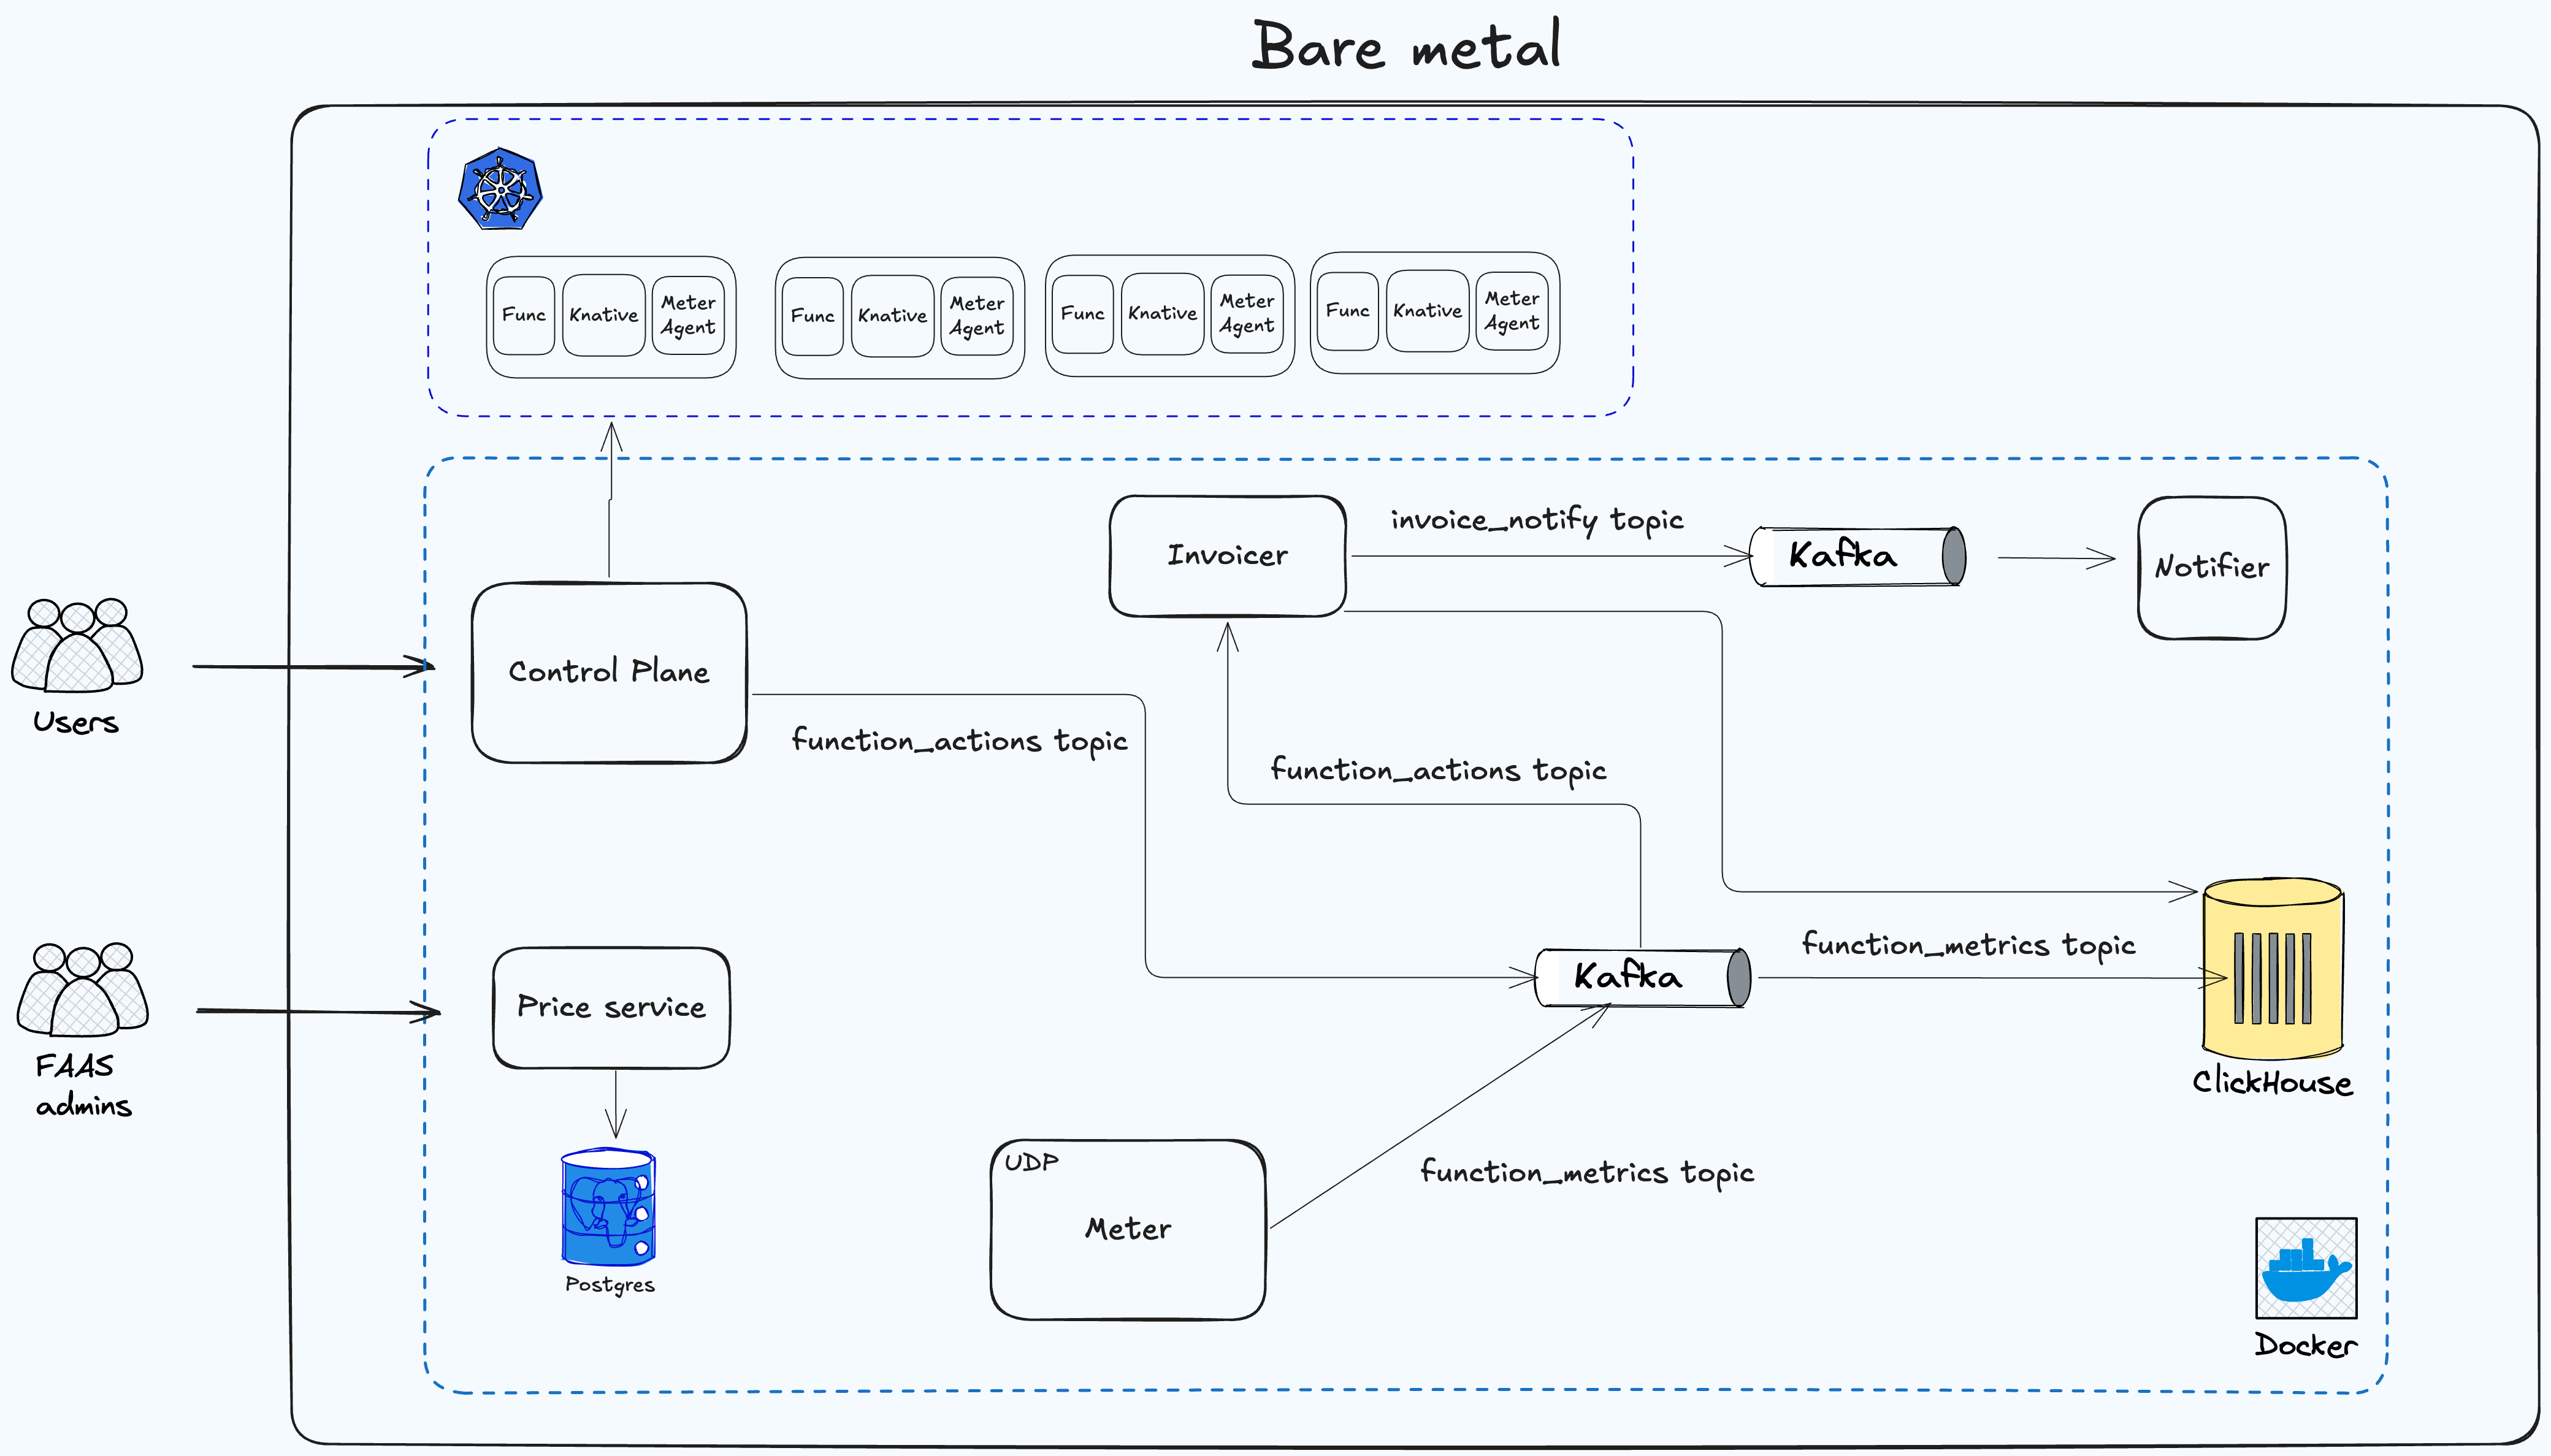 Bare metal
Func
Knative
Meter
Agent
Func
Knative
Meter
Agent
Func
Knative
Meter
Agent
Func
Knative
Meter
Agent
Invoicer
invoice_notify topic
Kafka
Notifier
Control Plane
Users
function_actions topic
function_actions topic
Price service
Kafka
function_metrics topic
FAAS
admins
ClickHouse
UDP
Meter
function_metrics topic
Postgres
Docker